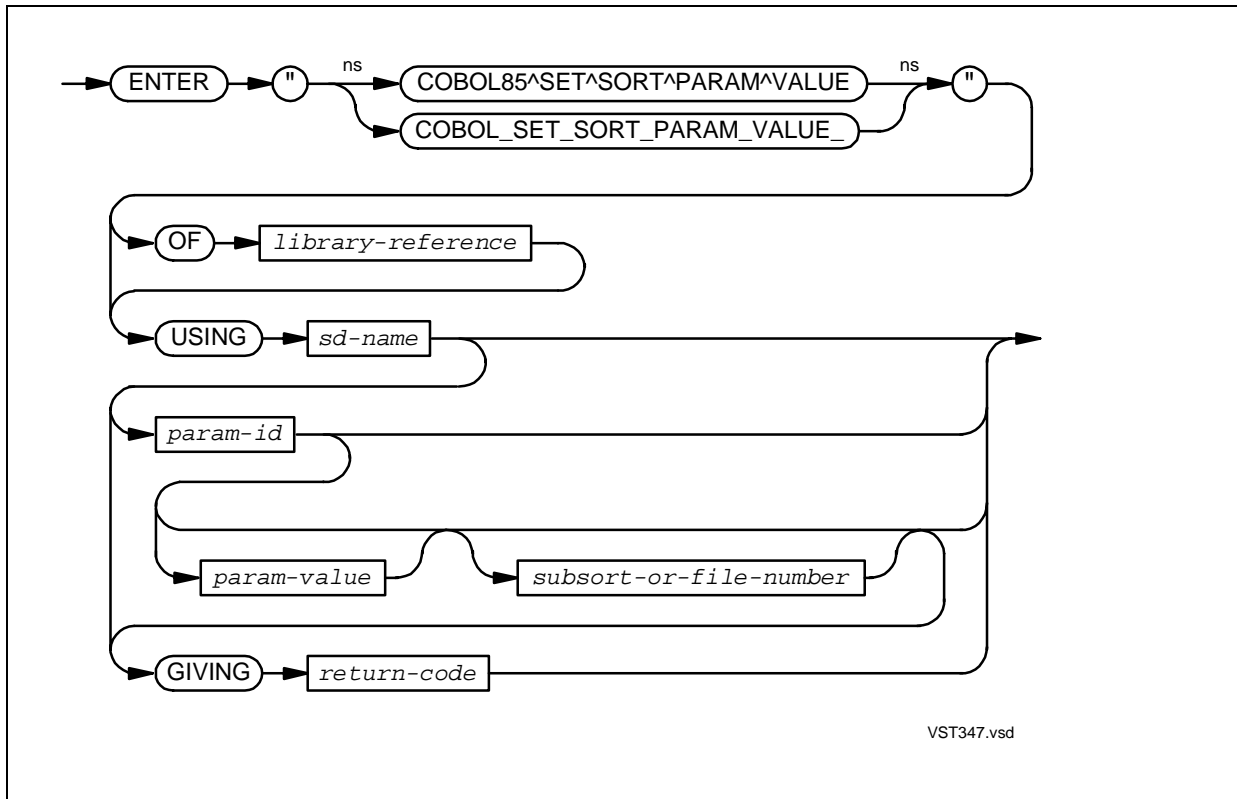 ns ns
ENTER " COBOL85^SET^SORT^PARAM^VALUE "
COBOL_SET_SORT_PARAM_VALUE_
OF library-reference
USING sd-name
param-id
param-value subsort-or-file-number
GIVING return-code
VST347.vsd